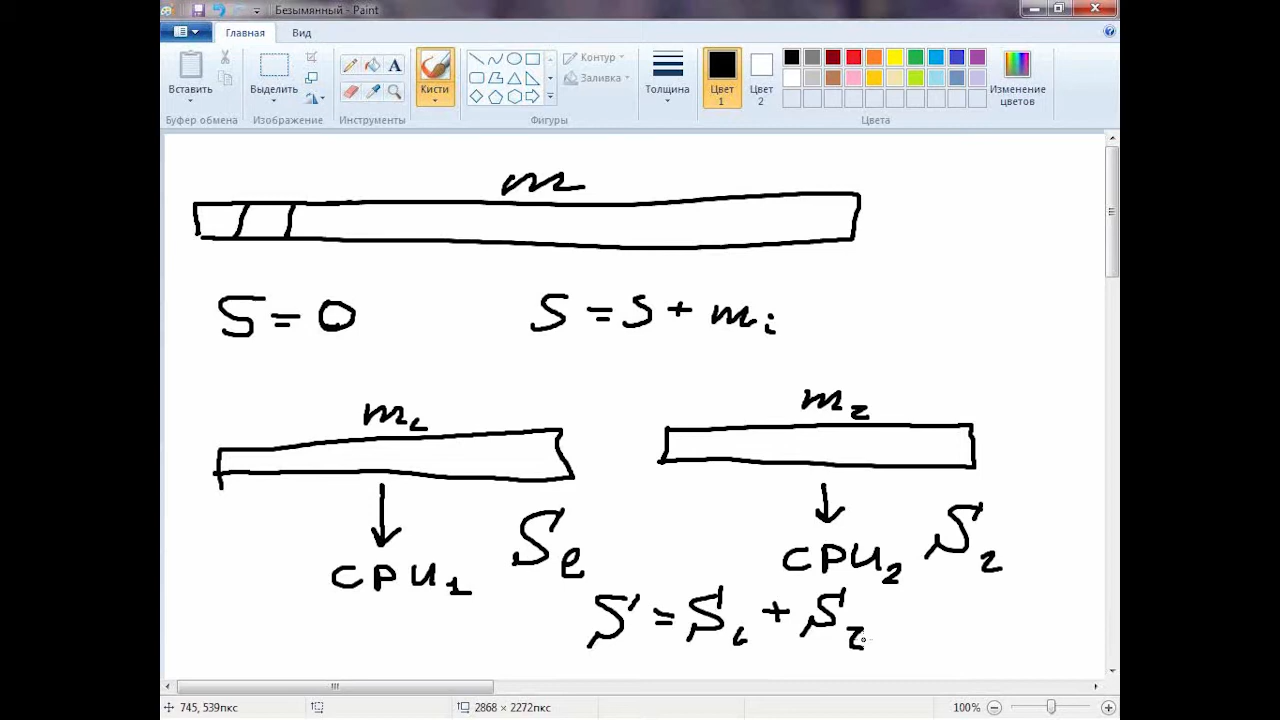 Безымянный - Paint
Главная Вид
Вставить Выделить Кисти Контур Заливка Толщина Цвет 1 Цвет 2 Изменение цветов
Буфер обмена Изображение Инструменты Фигуры Цвета
m
S = 0 S = S + mi
m1 m2
CPU1 Se CPU2 S2
S = S1 + S2
745, 539пкс 2868 × 2272пкс 100%